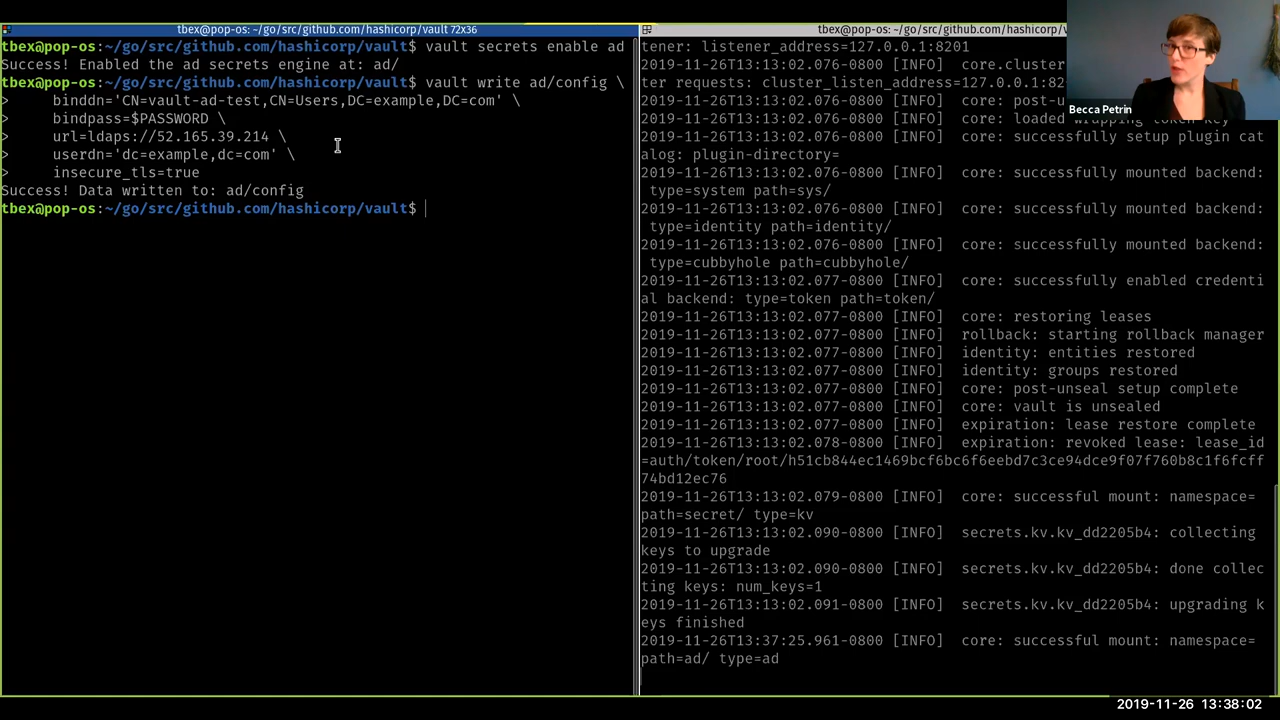 tbex@pop-os: ~/go/src/github.com/hashicorp/vault 72x36
tbex@pop-os:~/go/src/github.com/hashicorp/vault$ vault secrets enable ad
Success! Enabled the ad secrets engine at: ad/
tbex@pop-os:~/go/src/github.com/hashicorp/vault$ vault write ad/config \
>     binddn='CN=vault-ad-test,CN=Users,DC=example,DC=com' \
>     bindpass=$PASSWORD \
>     url=ldaps://52.165.39.214 \
>     userdn='dc=example,dc=com' \
>     insecure_tls=true
Success! Data written to: ad/config
tbex@pop-os:~/go/src/github.com/hashicorp/vault$
tbex@pop-os: ~/go/src/github.com/hashicorp/v
tener: listener_address=127.0.0.1:8201
2019-11-26T13:13:02.076-0800 [INFO]  core.cluster
ter requests: cluster_listen_address=127.0.0.1:82
2019-11-26T13:13:02.076-0800 [INFO]  core: post-u
2019-11-26T13:13:02.076-0800 [INFO]  core: loaded wrapping token key
2019-11-26T13:13:02.076-0800 [INFO]  core: successfully setup plugin cat
alog: plugin-directory=
2019-11-26T13:13:02.076-0800 [INFO]  core: successfully mounted backend:
type=system path=sys/
2019-11-26T13:13:02.076-0800 [INFO]  core: successfully mounted backend:
type=identity path=identity/
2019-11-26T13:13:02.076-0800 [INFO]  core: successfully mounted backend:
type=cubbyhole path=cubbyhole/
2019-11-26T13:13:02.077-0800 [INFO]  core: successfully enabled credenti
al backend: type=token path=token/
2019-11-26T13:13:02.077-0800 [INFO]  core: restoring leases
2019-11-26T13:13:02.077-0800 [INFO]  rollback: starting rollback manager
2019-11-26T13:13:02.077-0800 [INFO]  identity: entities restored
2019-11-26T13:13:02.077-0800 [INFO]  identity: groups restored
2019-11-26T13:13:02.077-0800 [INFO]  core: post-unseal setup complete
2019-11-26T13:13:02.077-0800 [INFO]  core: vault is unsealed
2019-11-26T13:13:02.077-0800 [INFO]  expiration: lease restore complete
2019-11-26T13:13:02.078-0800 [INFO]  expiration: revoked lease: lease_id
=auth/token/root/h51cb844ec1469bcf6bc6f6eebd7c3ce94dce9f07f760b8c1f6fcff
74bd12ec76
2019-11-26T13:13:02.079-0800 [INFO]  core: successful mount: namespace=
path=secret/ type=kv
2019-11-26T13:13:02.090-0800 [INFO]  secrets.kv.kv_dd2205b4: collecting
keys to upgrade
2019-11-26T13:13:02.090-0800 [INFO]  secrets.kv.kv_dd2205b4: done collec
ting keys: num_keys=1
2019-11-26T13:13:02.091-0800 [INFO]  secrets.kv.kv_dd2205b4: upgrading k
eys finished
2019-11-26T13:37:25.961-0800 [INFO]  core: successful mount: namespace=
path=ad/ type=ad
Becca Petrin
2019-11-26 13:38:02